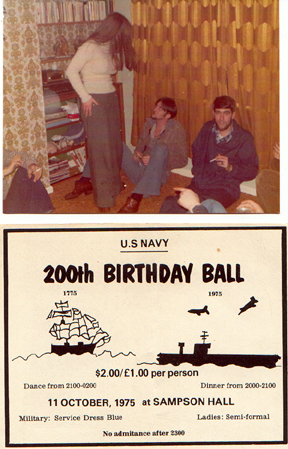 U.S NAVY
200th BIRTHDAY BALL
1775 1975
$2.00/£1.00 per person
Dance from 2100-0200 Dinner from 2000-2100
11 OCTOBER, 1975 at SAMPSON HALL
Military: Service Dress Blue Ladies: Semi-formal
No admitance after 2300